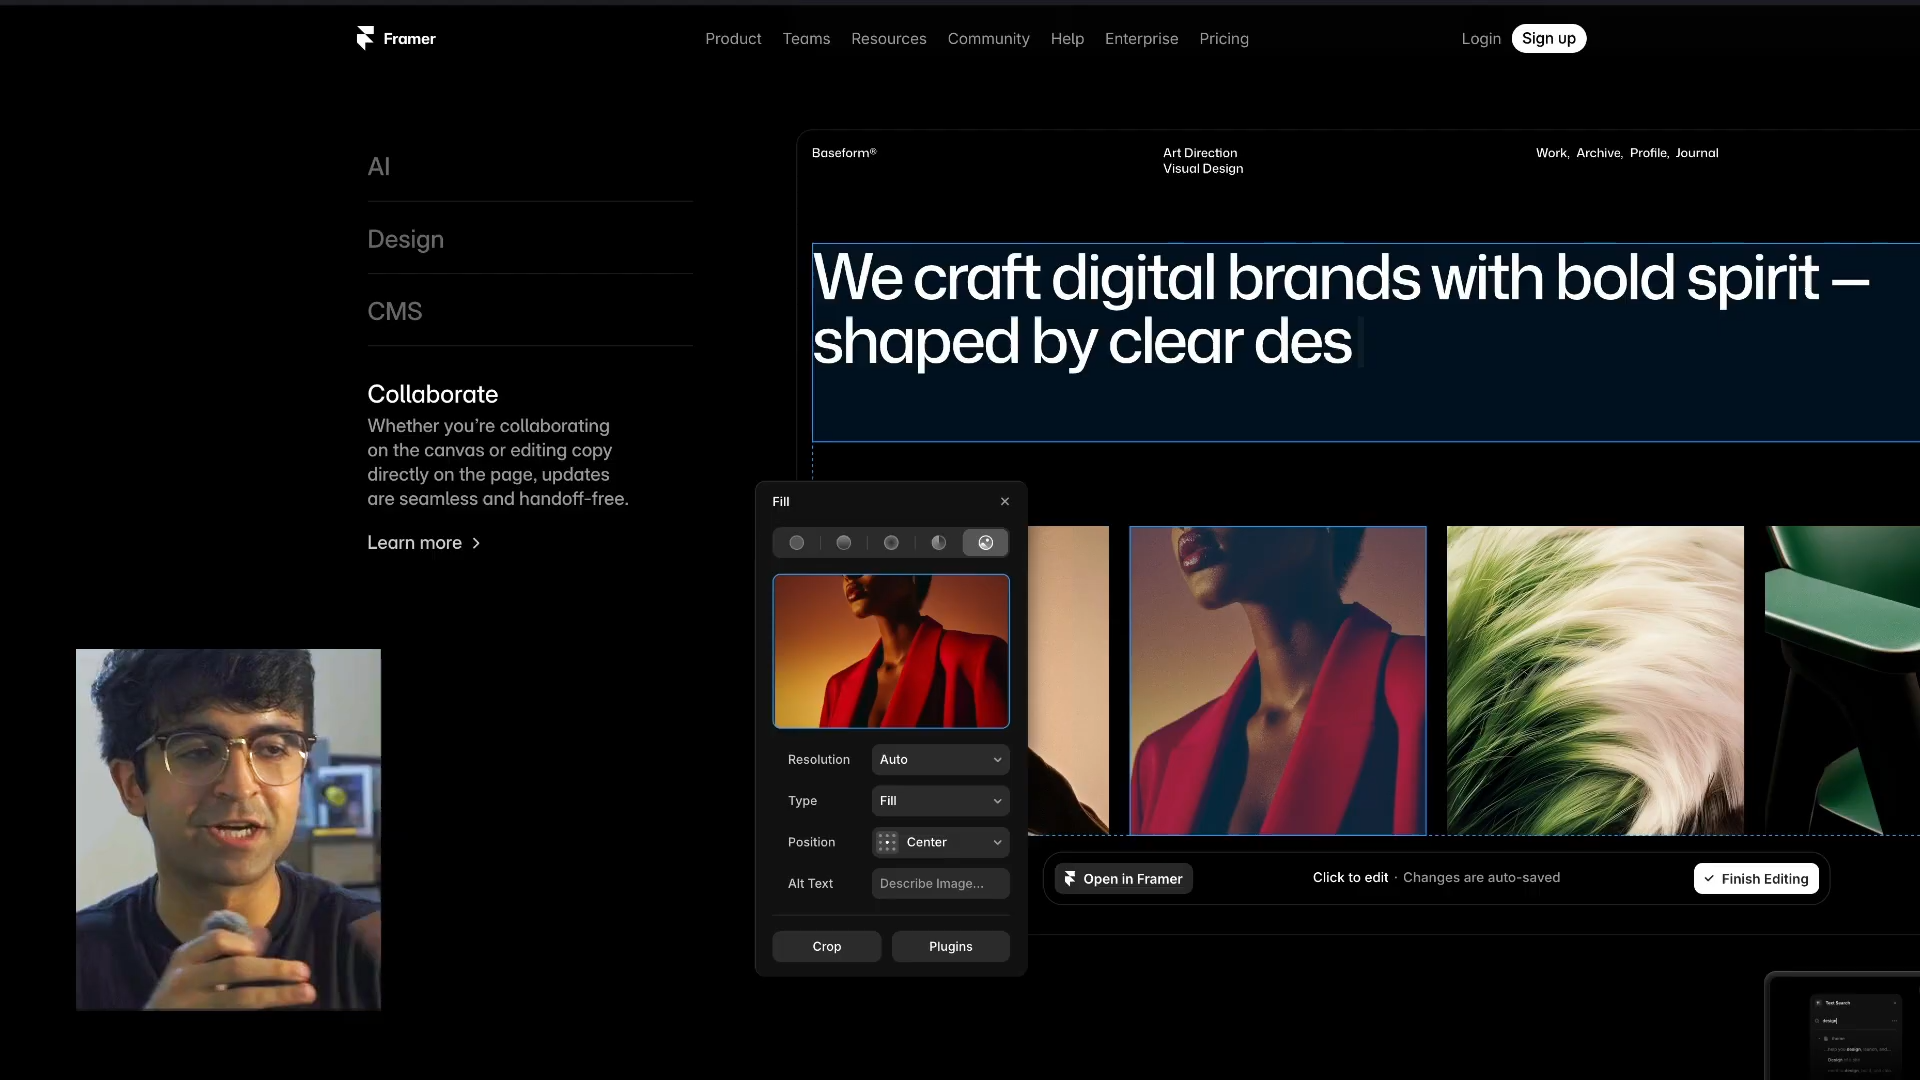 Framer
Product Teams Resources Community Help Enterprise Pricing
Login Sign up
AI
Design
CMS
Collaborate
Whether you’re collaborating
on the canvas or editing copy
directly on the page, updates
are seamless and handoff-free.
Learn more
Baseform®
Art Direction
Visual Design
Work, Archive, Profile, Journal
We craft digital brands with bold spirit —
shaped by clear des
Fill
Resolution Auto
Type Fill
Position Center
Alt Text Describe Image...
Crop Plugins
Open in Framer
Click to edit · Changes are auto-saved
Finish Editing
Text Search
design